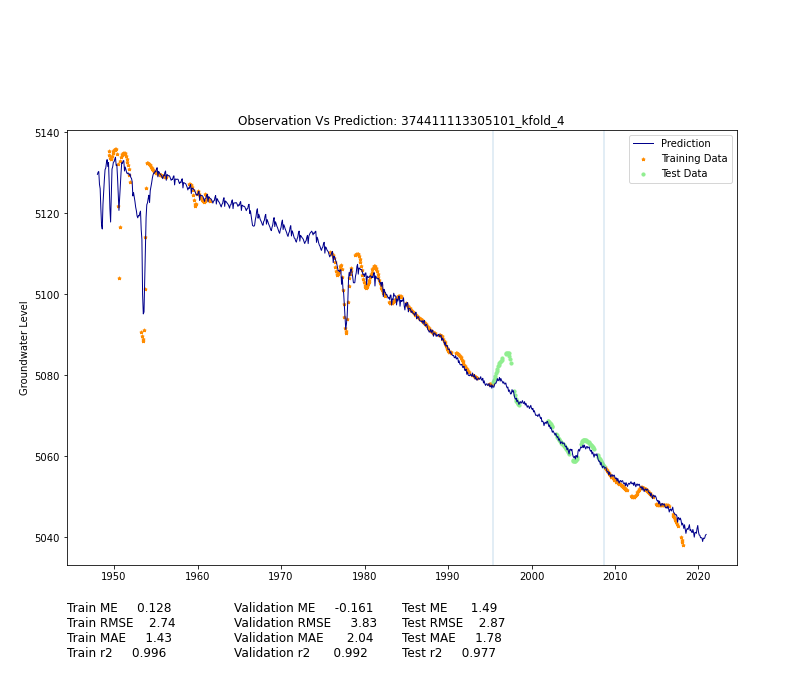 Observation Vs Prediction: 374411113305101_kfold_4
Prediction
Training Data
Test Data
Groundwater Level
5140
5120
5100
5080
5060
5040
1950 1960 1970 1980 1990 2000 2010 2020
Train ME 0.128 Validation ME -0.161 Test ME 1.49
Train RMSE 2.74 Validation RMSE 3.83 Test RMSE 2.87
Train MAE 1.43 Validation MAE 2.04 Test MAE 1.78
Train r2 0.996 Validation r2 0.992 Test r2 0.977